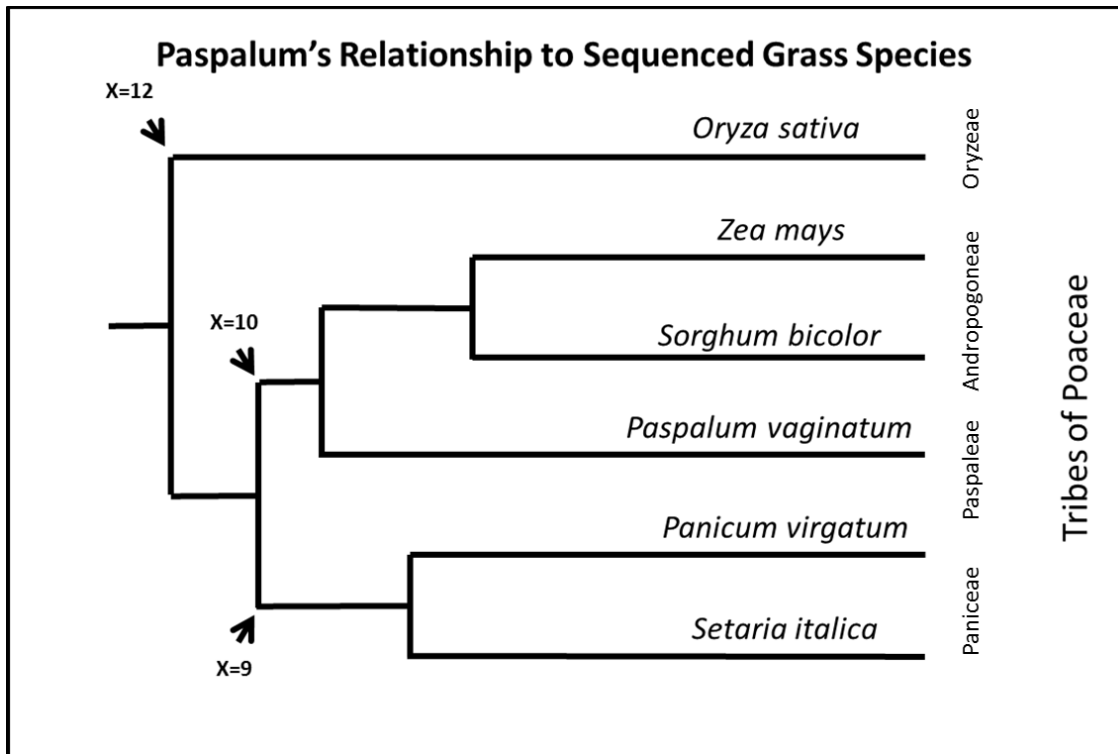 Paspalum's Relationship to Sequenced Grass Species
X=12
Oryza sativa
Oryzeae
Zea mays
X=10
Sorghum bicolor
Andropogoneae
Paspalum vaginatum
Paspaleae
Panicum virgatum
Setaria italica
Paniceae
X=9
Tribes of Poaceae